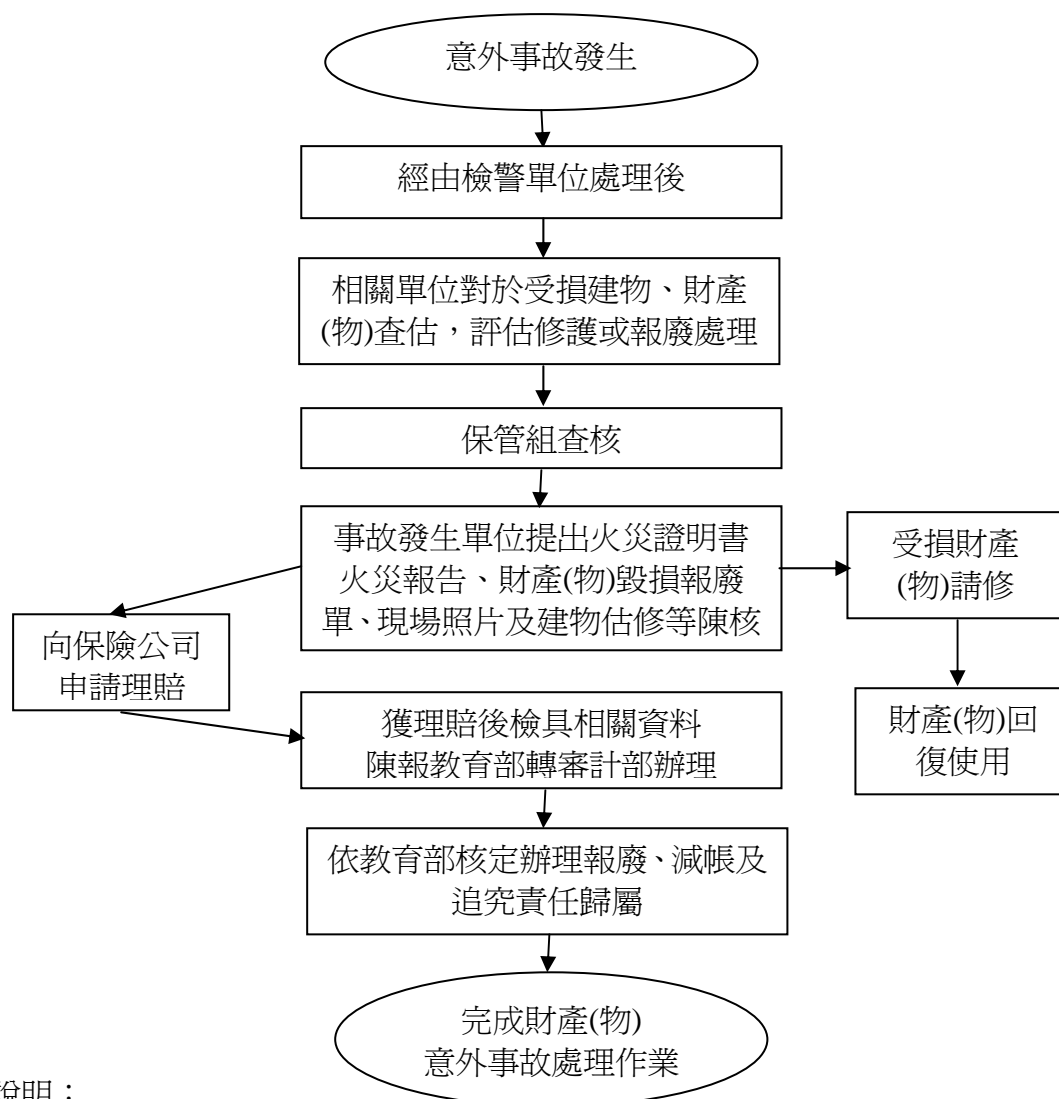 意外事故發生
經由檢警單位處理後
相關單位對於受損建物、財產
(物)查估，評估修護或報廢處理
保管組查核
事故發生單位提出火災證明書
火災報告、財產(物)毀損報廢
單、現場照片及建物估修等陳核
受損財產
(物)請修
向保險公司
申請理賠
獲理賠後檢具相關資料
陳報教育部轉審計部辦理
財產(物)回
復使用
依教育部核定辦理報廢、減帳及
追究責任歸屬
完成財產(物)
意外事故處理作業
說明：